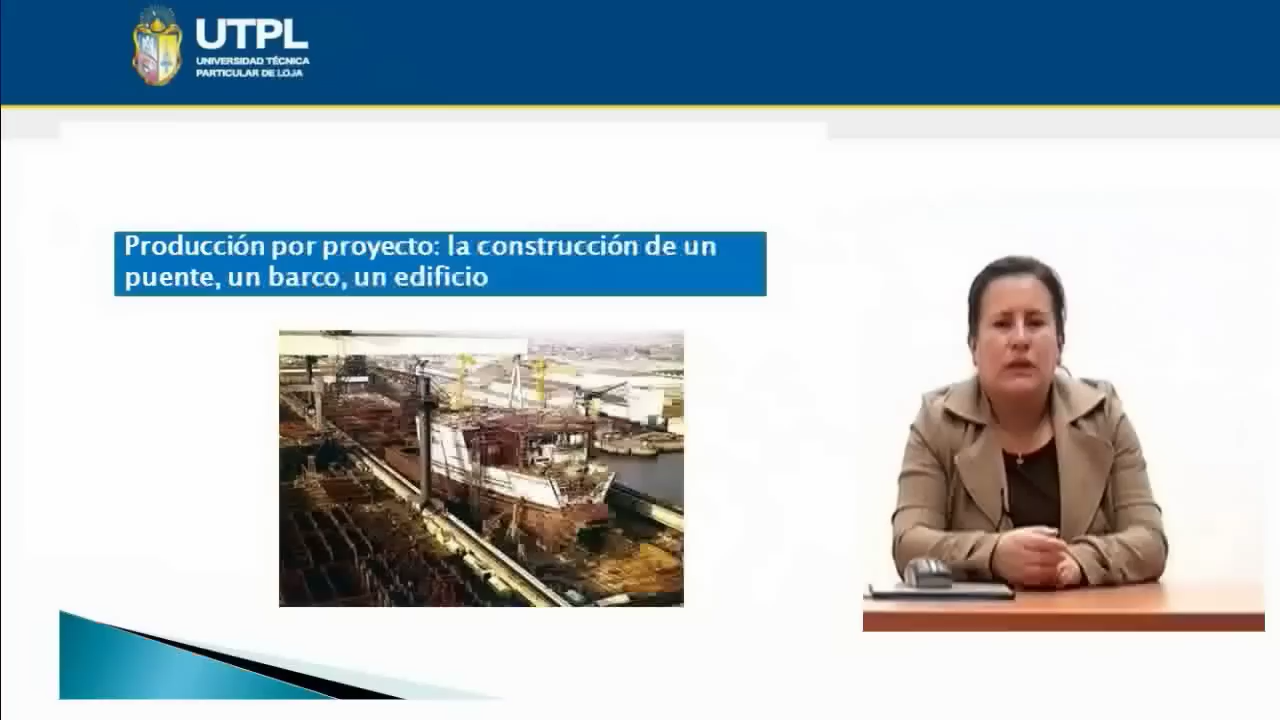 UTPL
UNIVERSIDAD TÉCNICA
PARTICULAR DE LOJA
Producción por proyecto: la construcción de un
puente, un barco, un edificio